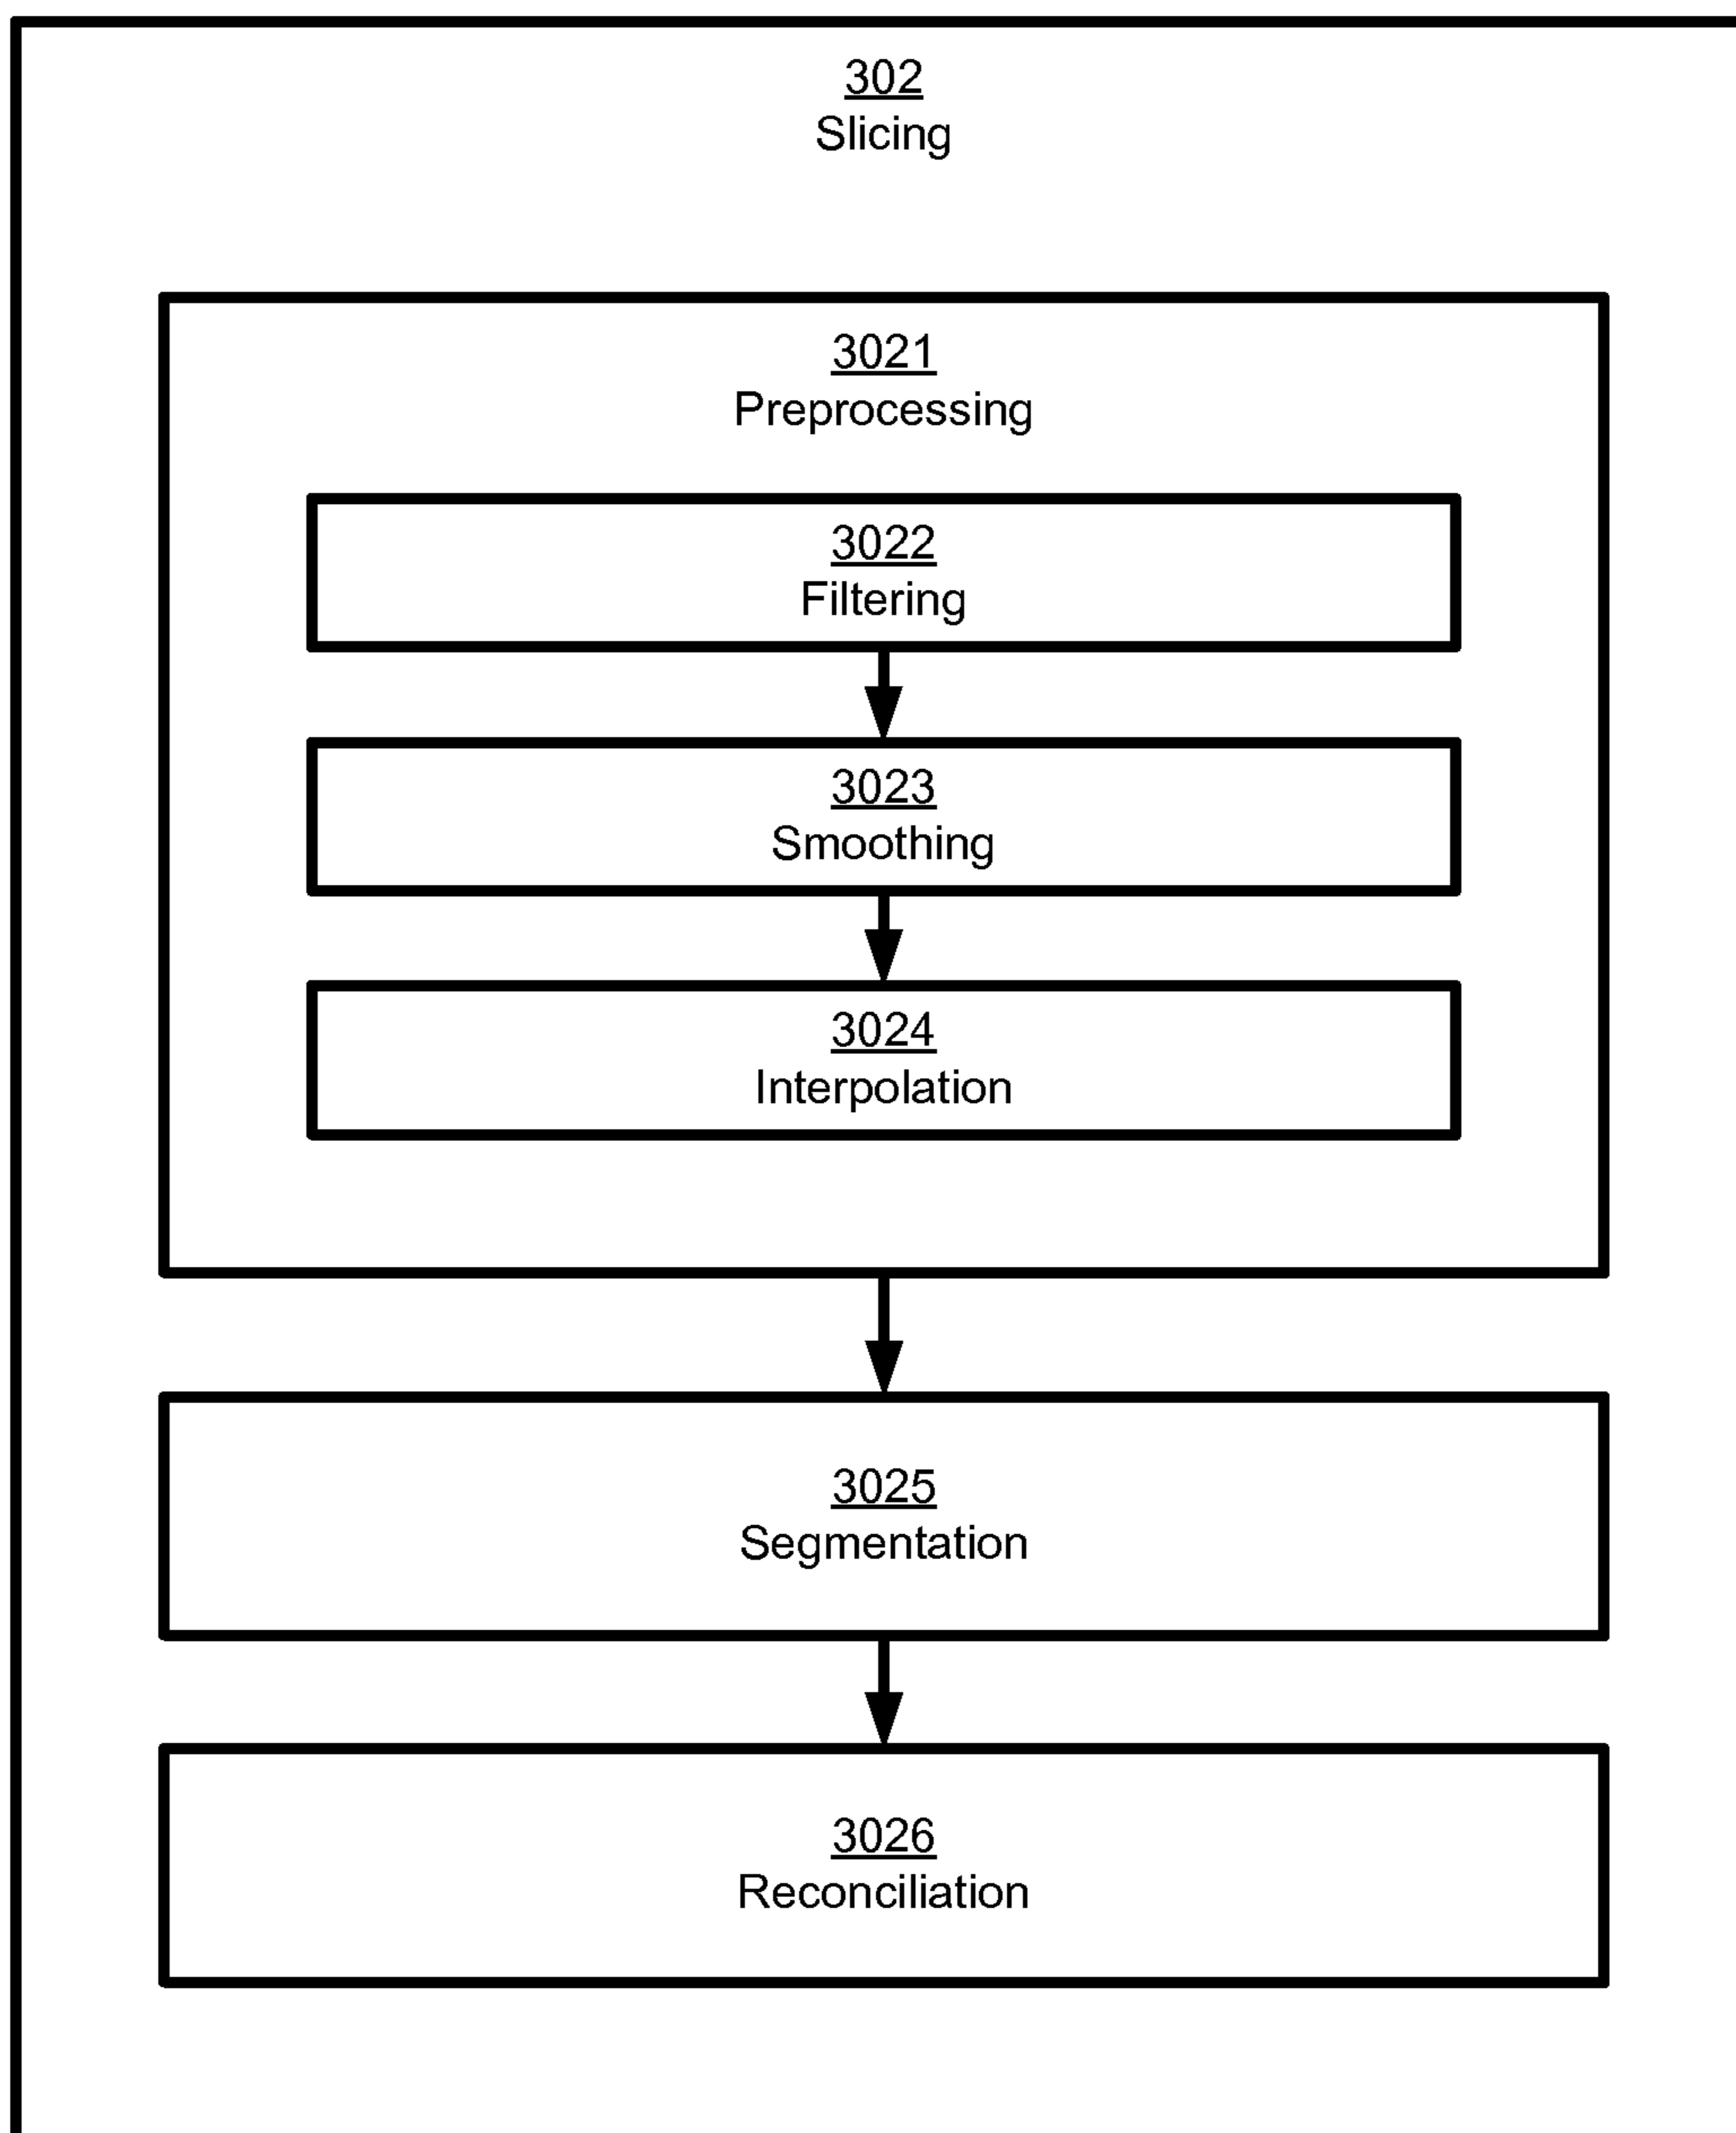 302
Slicing
3021
Preprocessing
3022
Filtering
3023
Smoothing
3024
Interpolation
3025
Segmentation
3026
Reconciliation